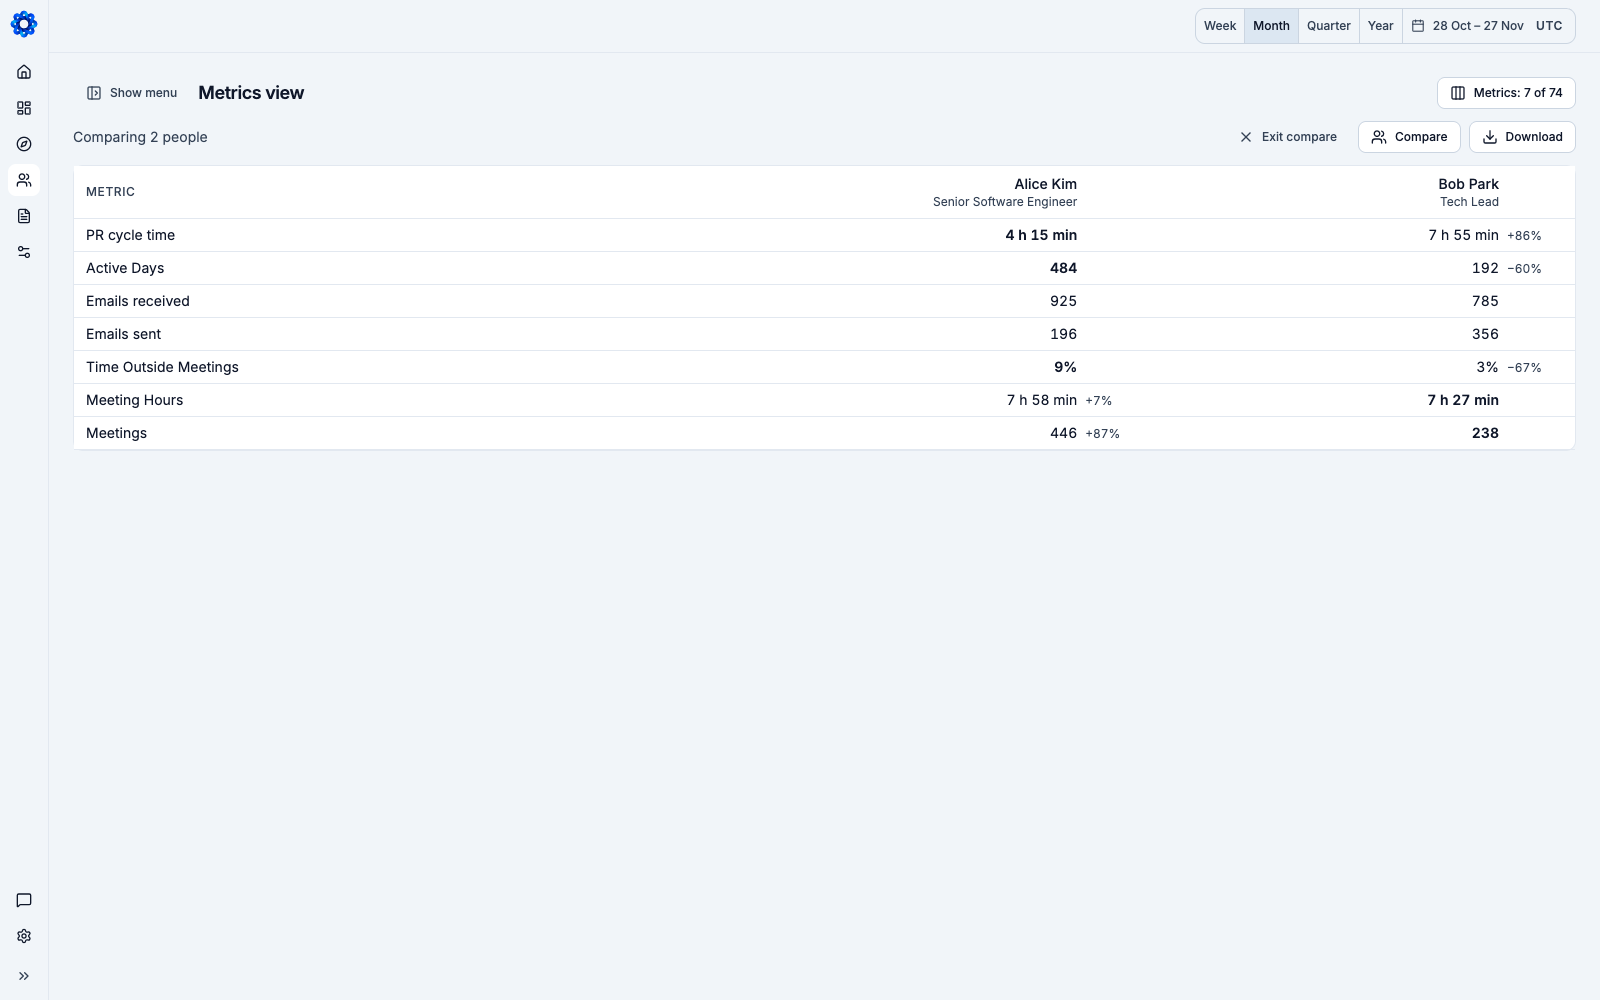 Week Month Quarter Year 28 Oct – 27 Nov UTC
Show menu Metrics view Metrics: 7 of 74
Comparing 2 people Exit compare Compare Download
METRIC Alice Kim Bob Park
Senior Software Engineer Tech Lead
PR cycle time 4 h 15 min 7 h 55 min +86%
Active Days 484 192 −60%
Emails received 925 785
Emails sent 196 356
Time Outside Meetings 9% 3% −67%
Meeting Hours 7 h 58 min +7% 7 h 27 min
Meetings 446 +87% 238